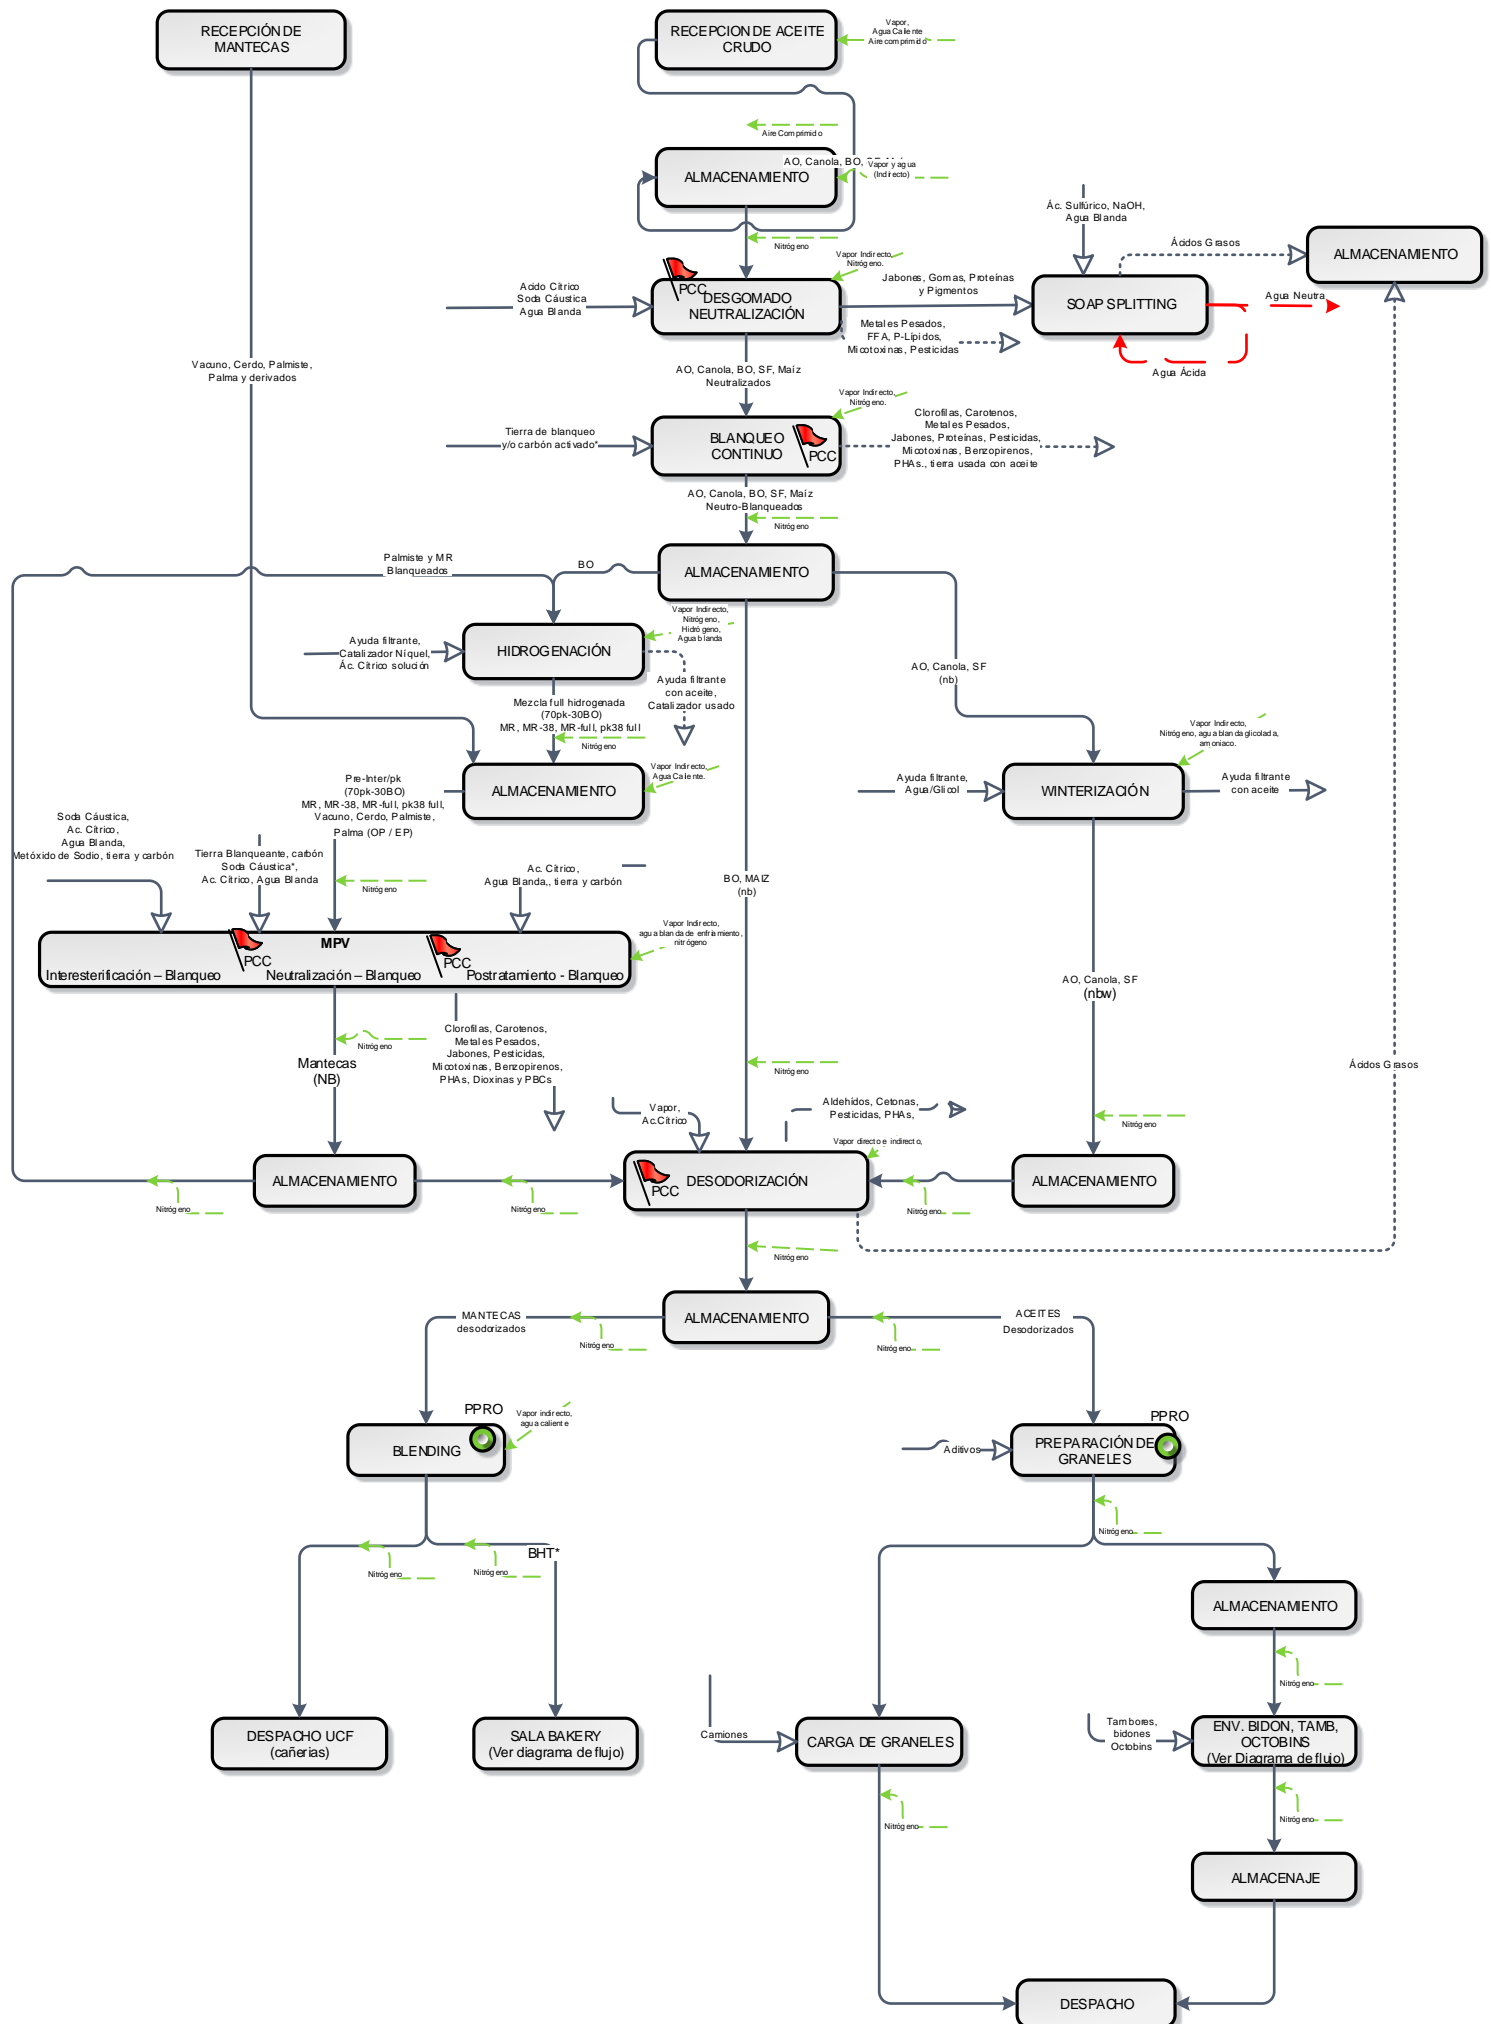 RECEPCIÓN DE
MANTECAS
RECEPCION DE ACEITE
CRUDO
Vapor,
Agua Caliente
Aire comprimido
Aire Comprimido
ALMACENAMIENTO
AO, Canola, BO,
Vapor y agua
(Indirecto)
Nitrógeno
Ác. Sulfúrico, NaOH,
Agua Blanda
Ácidos Grasos
ALMACENAMIENTO
Vapor Indirecto,
Nitrógeno.
Acido Cítrico
Soda Cáustica
Agua Blanda
PCC
DESGOMADO
NEUTRALIZACIÓN
Jabones, Gomas, Proteínas
y Pigmentos
SOAP SPLITTING
Agua Neutra
Agua Ácida
Metales Pesados,
FFA, P-Lípidos,
Micotoxinas, Pesticidas
Vacuno, Cerdo, Palmiste,
Palma y derivados
AO, Canola, BO, SF, Maíz
Neutralizados
Vapor Indirecto,
Nitrógeno.
Tierra de blanqueo
y/o carbón activado*
BLANQUEO
CONTINUO
PCC
Clorofilas, Carotenos,
Metales Pesados,
Jabones, Proteínas, Pesticidas,
Micotoxinas, Benzopirenos,
PHAs., tierra usada con aceite
AO, Canola, BO, SF, Maíz
Neutro-Blanqueados
Nitrógeno
Palmiste y MR
Blanqueados
BO
ALMACENAMIENTO
Vapor Indirecto,
Nitrógeno,
Hidrógeno,
Agua blanda
Ayuda filtrante,
Catalizador Níquel,
Ác. Cítrico solución
HIDROGENACIÓN
Ayuda filtrante
con aceite,
Catalizador usado
AO, Canola, SF
(nb)
Mezcla full hidrogenada
(70pk-30BO)
MR, MR-38, MR-full, pk38 full
Nitrógeno
Vapor Indirecto,
Nitrógeno, agua blanda glicolada,
amoniaco.
Pre-Inter/pk
(70pk-30BO)
MR, MR-38, MR-full, pk38 full,
Vacuno, Cerdo, Palmiste,
Palma (OP / EP)
ALMACENAMIENTO
Vapor Indirecto,
Agua Caliente.
Ayuda filtrante,
Agua/Glicol
WINTERIZACIÓN
Ayuda filtrante
con aceite
Soda Cáustica,
Ac. Cítrico,
Agua Blanda,
Metóxido de Sodio, tierra y carbón
Tierra Blanqueante, carbón
Soda Cáustica*,
Ac. Cítrico, Agua Blanda
Nitrógeno
Ac. Cítrico,
Agua Blanda,, tierra y carbón
BO, MAIZ
(nb)
Vapor Indirecto,
agua blanda de enfriamiento,
nitrógeno
MPV
PCC
PCC
Interesterificación – Blanqueo
Neutralización – Blanqueo
Postratamiento - Blanqueo
AO, Canola, SF
(nbw)
Nitrógeno
Mantecas
(NB)
Clorofilas, Carotenos,
Metales Pesados,
Jabones, Pesticidas,
Micotoxinas, Benzopirenos,
PHAs, Dioxinas y PBCs
Nitrógeno
Ácidos Grasos
Vapor,
Ac.Cítrico
Aldehídos, Cetonas,
Pesticidas, PHAs,
Nitrógeno
Vapor directo e indirecto,
ALMACENAMIENTO
PCC
DESODORIZACIÓN
ALMACENAMIENTO
Nitrógeno
Nitrógeno
Nitrógeno
Nitrógeno
MANTECAS
desodorizados
ALMACENAMIENTO
ACEITES
Desodorizados
Nitrógeno
Nitrógeno
PPRO
Vapor indirecto,
agua caliente
BLENDING
PPRO
Aditivos
PREPARACIÓN DE
GRANELES
Nitrógeno
BHT*
Nitrógeno
Nitrógeno
ALMACENAMIENTO
Nitrógeno
DESPACHO UCF
(cañerias)
SALA BAKERY
(Ver diagrama de flujo)
Camiones
CARGA DE GRANELES
Tambores,
bidones
Octobins
ENV. BIDON, TAMB,
OCTOBINS
(Ver Diagrama de flujo)
Nitrógeno
Nitrógeno
ALMACENAJE
DESPACHO